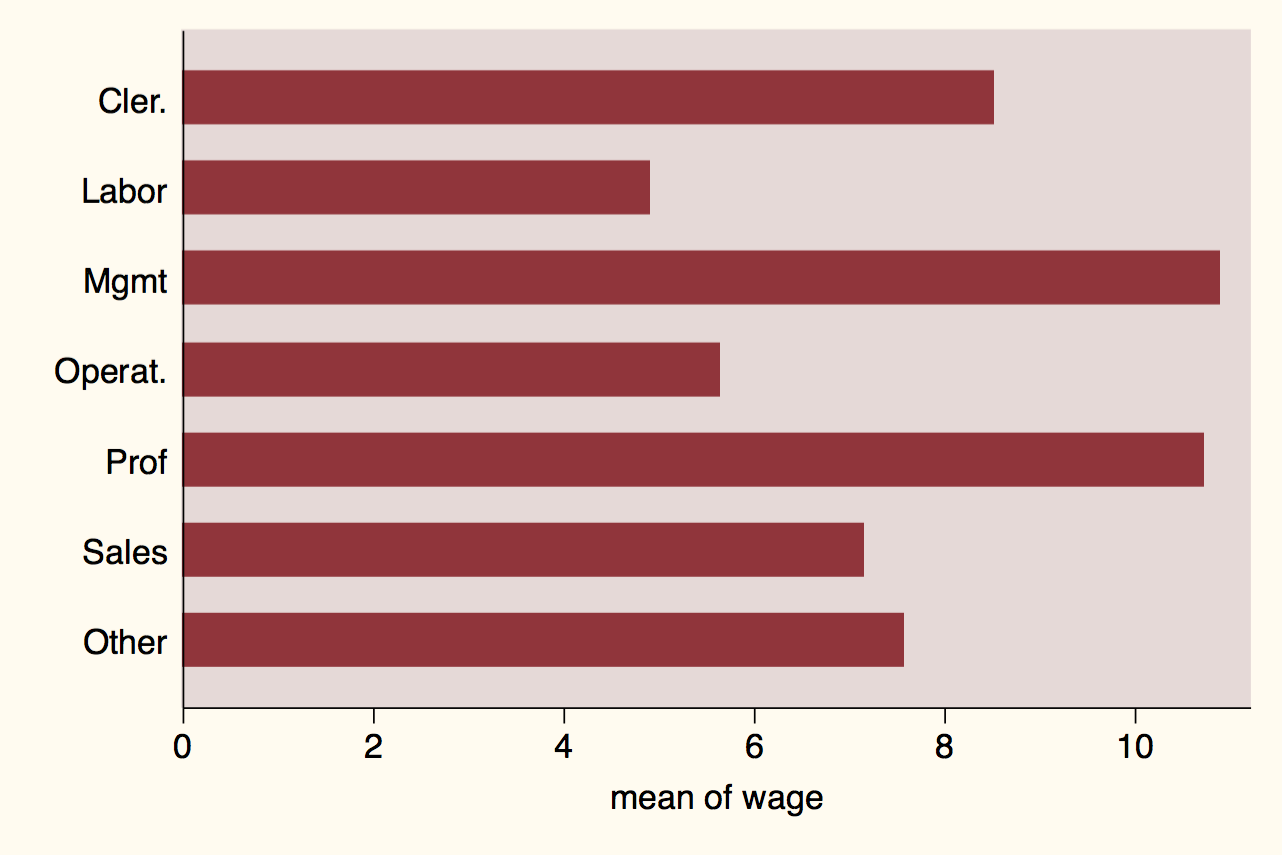 Cler.
Labor
Mgmt
Operat.
Prof
Sales
Other
0 2 4 6 8 10
mean of wage